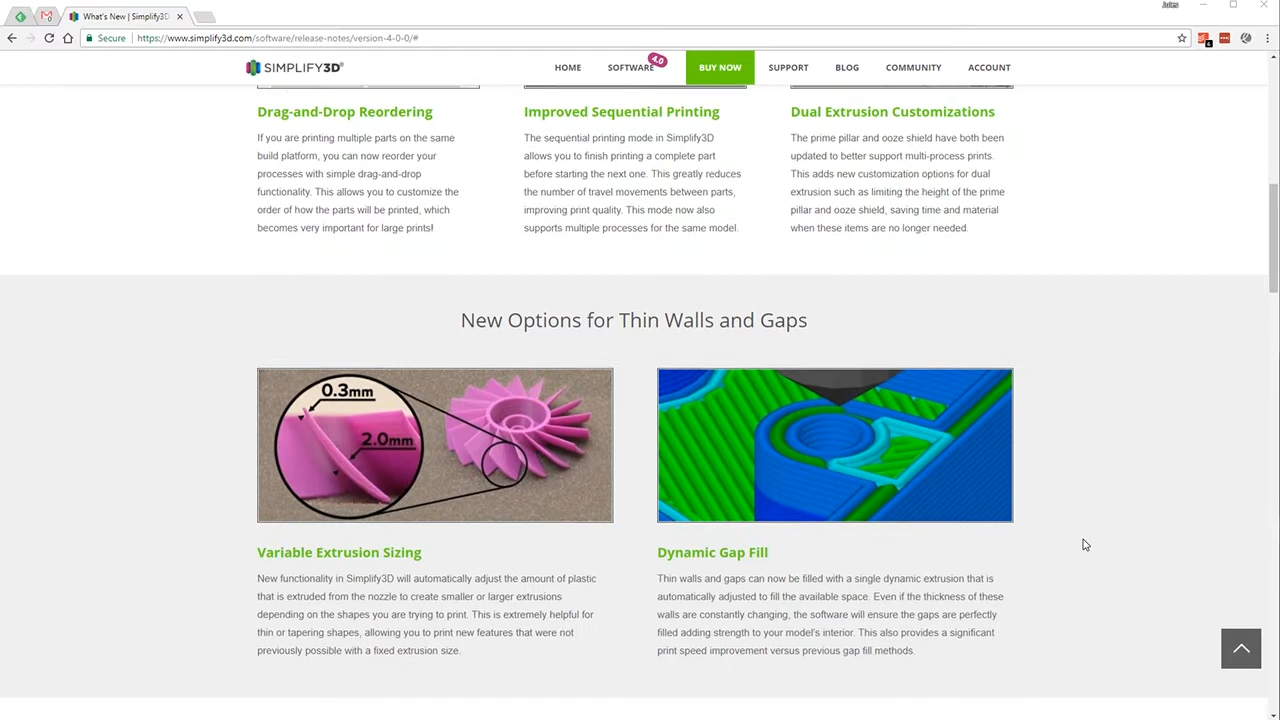 Jules
What's New | Simplify3D
Secure
https://www.simplify3d.com/software/release-notes/version-4-0-0/#
SIMPLIFY3D®
HOME
SOFTWARE
4.0
BUY NOW
SUPPORT
BLOG
COMMUNITY
ACCOUNT
Drag-and-Drop Reordering
If you are printing multiple parts on the same
build platform, you can now reorder your
processes with simple drag-and-drop
functionality. This allows you to customize the
order of how the parts will be printed, which
becomes very important for large prints!
Improved Sequential Printing
The sequential printing mode in Simplify3D
allows you to finish printing a complete part
before starting the next one. This greatly reduces
the number of travel movements between parts,
improving print quality. This mode now also
supports multiple processes for the same model.
Dual Extrusion Customizations
The prime pillar and ooze shield have both been
updated to better support multi-process prints.
This adds new customization options for dual
extrusion such as limiting the height of the prime
pillar and ooze shield, saving time and material
when these items are no longer needed.
New Options for Thin Walls and Gaps
0.3mm
2.0mm
Variable Extrusion Sizing
New functionality in Simplify3D will automatically adjust the amount of plastic
that is extruded from the nozzle to create smaller or larger extrusions
depending on the shapes you are trying to print. This is extremely helpful for
thin or tapering shapes, allowing you to print new features that were not
previously possible with a fixed extrusion size.
Dynamic Gap Fill
Thin walls and gaps can now be filled with a single dynamic extrusion that is
automatically adjusted to fill the available space. Even if the thickness of these
walls are constantly changing, the software will ensure the gaps are perfectly
filled adding strength to your model's interior. This also provides a significant
print speed improvement versus previous gap fill methods.